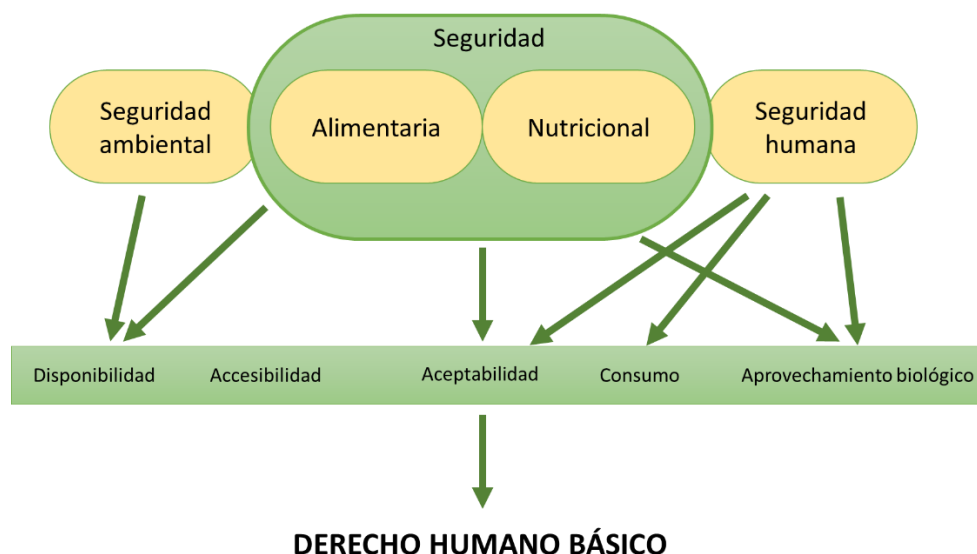 Seguridad
Seguridad
ambiental
Alimentaria
Nutricional
Seguridad
humana
Disponibilidad
Accesibilidad
Aceptabilidad
Consumo
Aprovechamiento biológico
DERECHO HUMANO BÁSICO